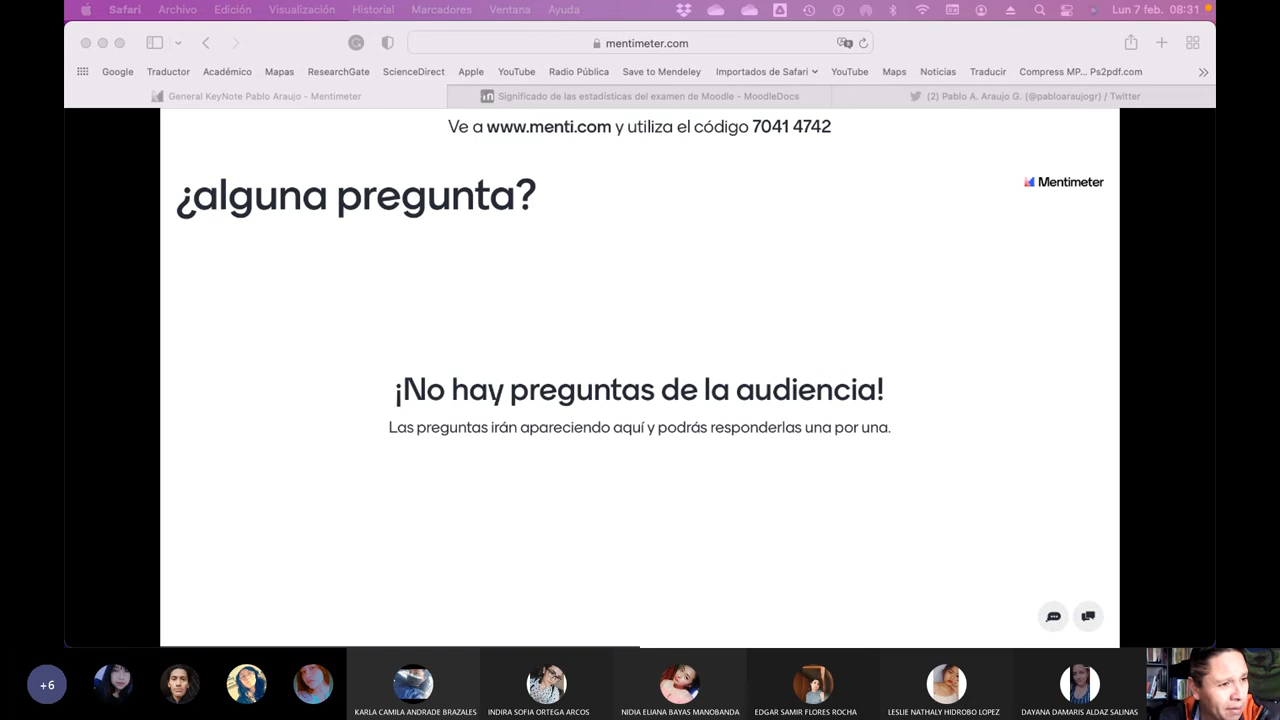 Safari Archivo Edición Visualización Historial Marcadores Ventana Ayuda Lun 7 feb. 08:31
mentimeter.com
Google Traductor Académico Mapas ResearchGate ScienceDirect Apple YouTube Radio Pública Save to Mendeley Importados de Safari YouTube Maps Noticias Traducir Compress MP... Ps2pdf.com
General KeyNote Pablo Araujo - Mentimeter
Significado de las estadísticas del examen de Moodle - MoodleDocs
(2) Pablo A. Araujo G. (@pabloaraujogr) / Twitter
Ve a www.menti.com y utiliza el código 7041 4742
¿alguna pregunta?
Mentimeter
¡No hay preguntas de la audiencia!
Las preguntas irán apareciendo aquí y podrás responderlas una por una.
+6
KARLA CAMILA ANDRADE BRAZALES
INDIRA SOFIA ORTEGA ARCOS
NIDIA ELIANA BAYAS MANOBANDA
EDGAR SAMIR FLORES ROCHA
LESLIE NATHALY HIDROBO LOPEZ
DAYANA DAMARIS ALDAZ SALINAS